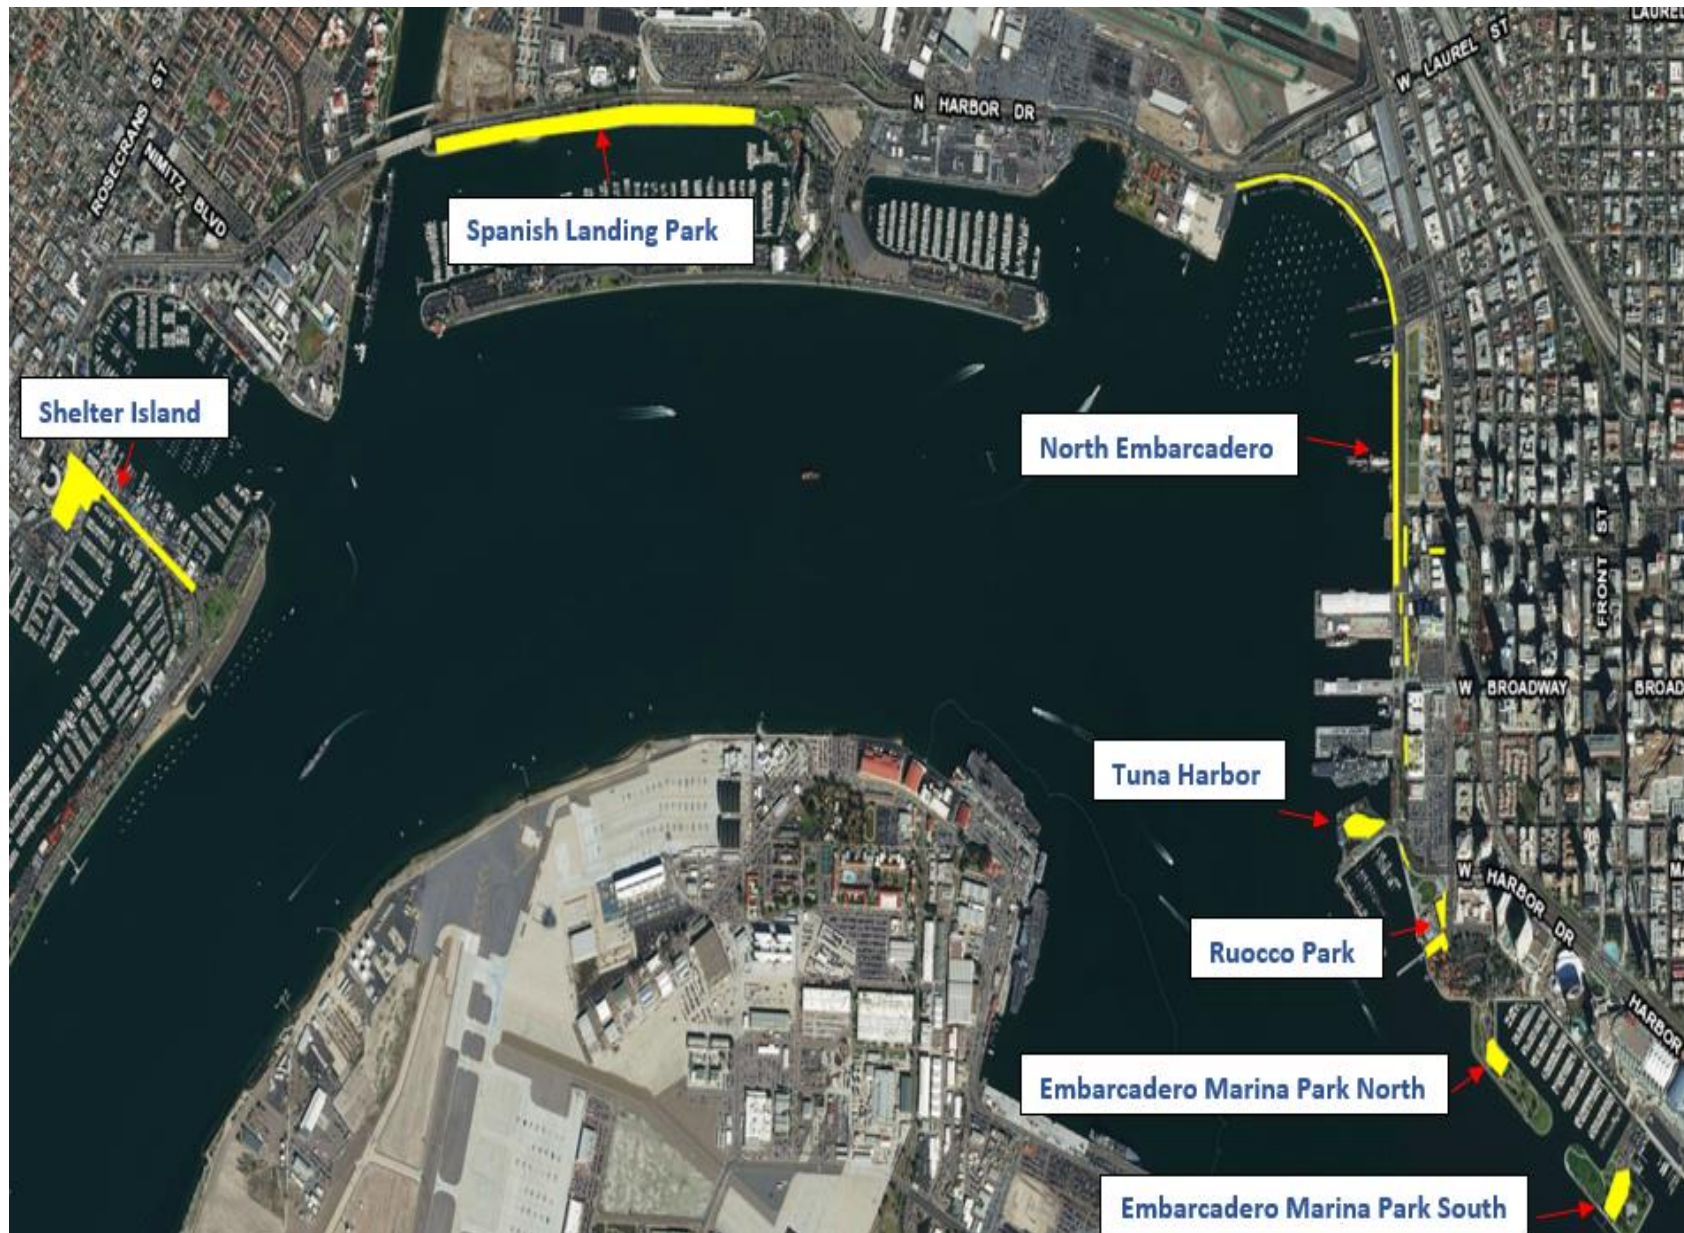 LAUREL
W LAUREL ST
N HARBOR DR
ROSECRANS ST
NIMITZ BLVD
Spanish Landing Park
Shelter Island
North Embarcadero
FRONT ST
W BROADWAY
BROAD
Tuna Harbor
W HARBOR DR
Ruocco Park
HARBOR
Embarcadero Marina Park North
Embarcadero Marina Park South